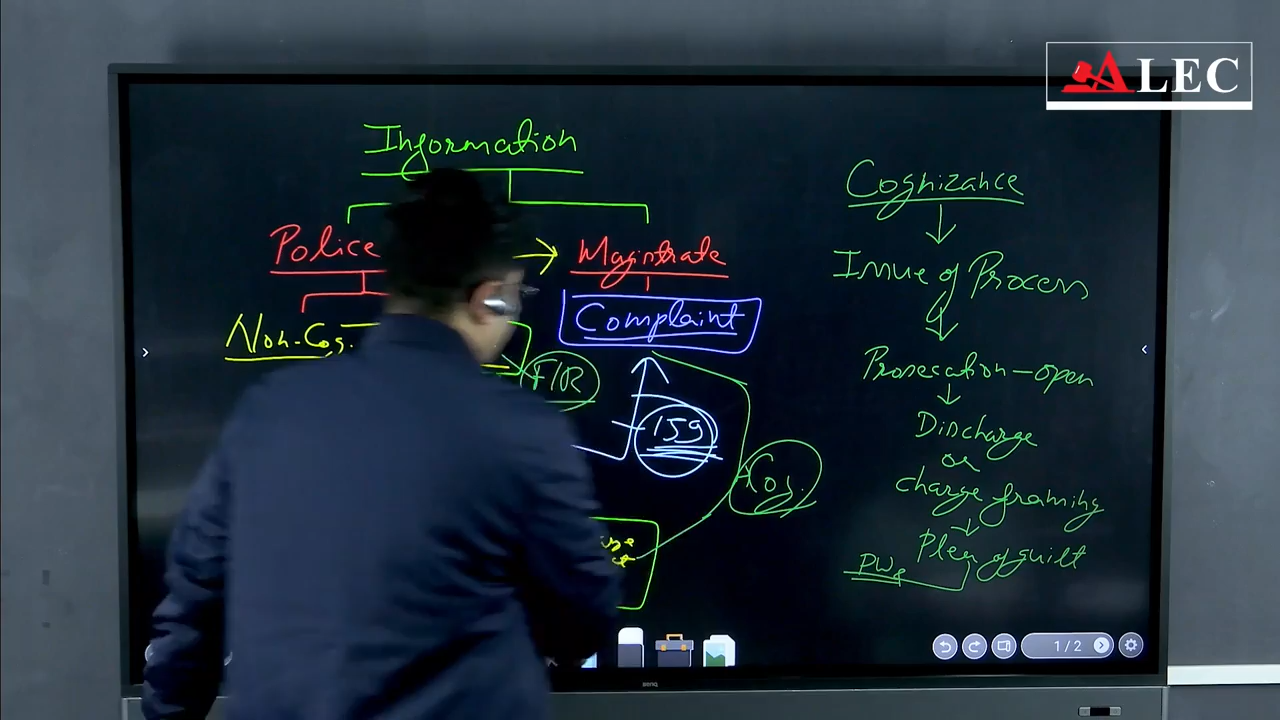 ALEC
Information
Police
Magistrate
Complaint
Non-Cog.
FIR
159
Cog.
Cognizance
Issue of Process
Prosecution-open
Discharge
or
charge framing
Plea of guilt
PWs
1/2
BenQ